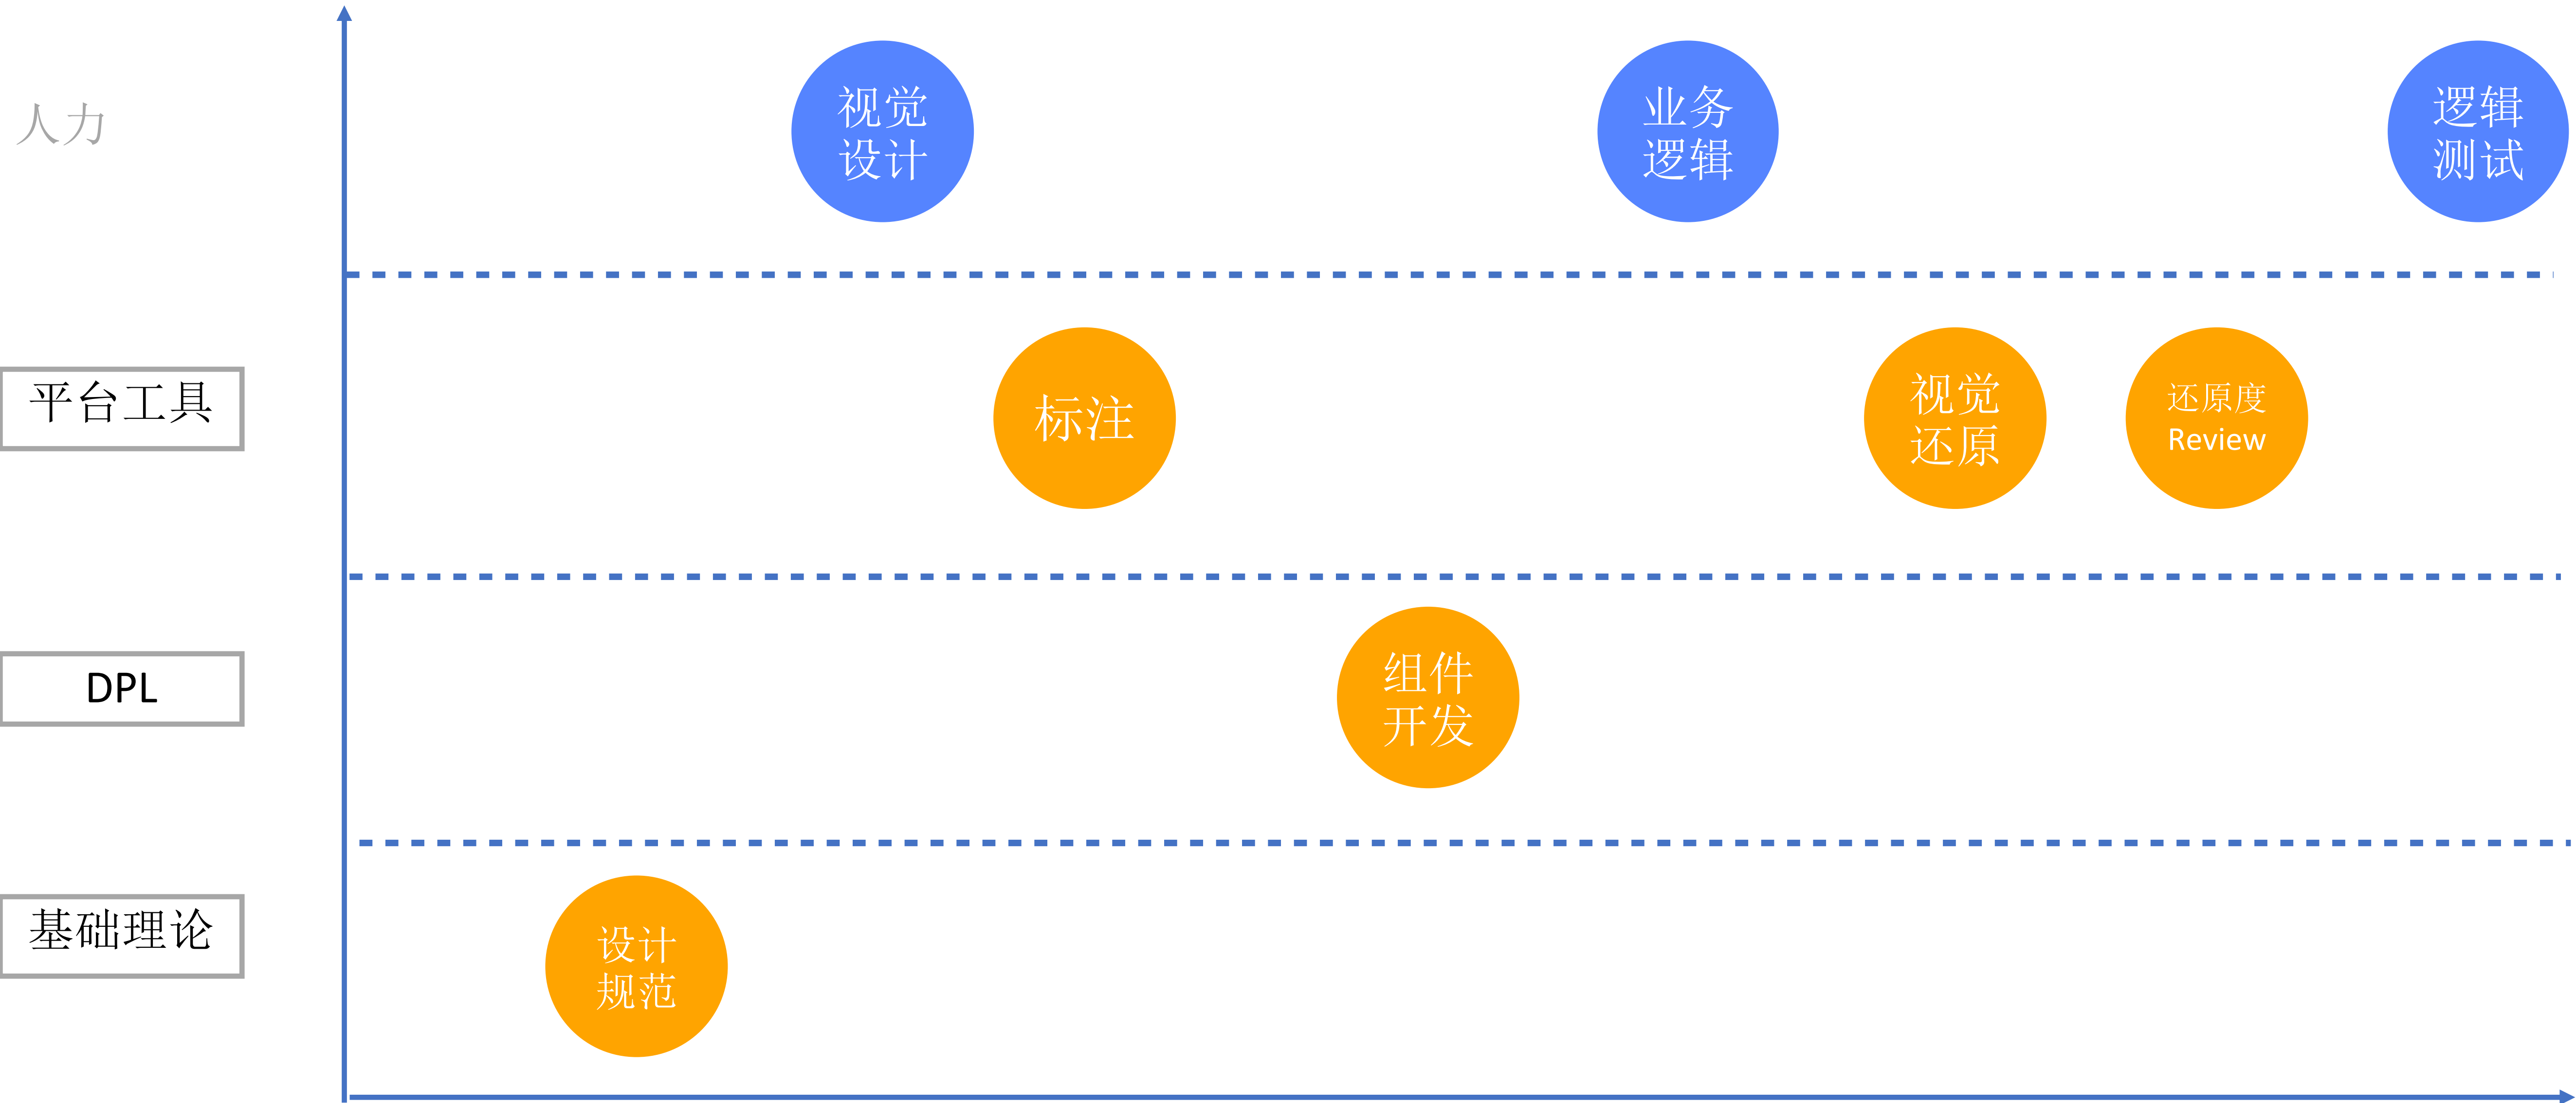 人力
视觉
设计
业务
逻辑
逻辑
测试
平台工具
标注
视觉
还原
还原度
Review
DPL
组件
开发
基础理论
设计
规范